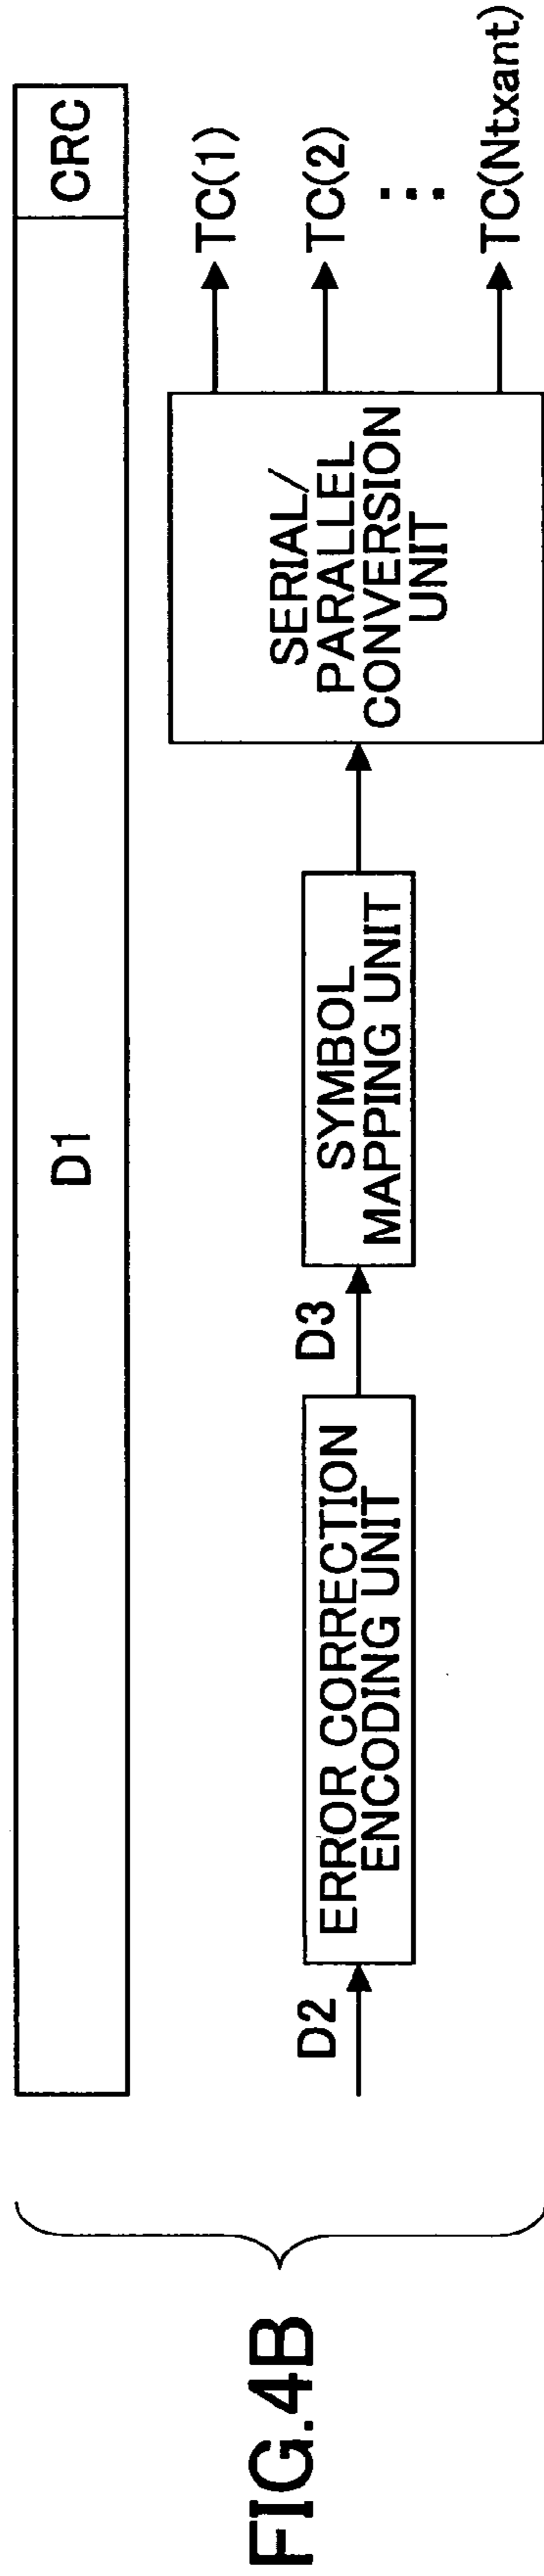 D1 CRC
D2
ERROR CORRECTION
ENCODING UNIT
D3
SYMBOL
MAPPING UNIT
SERIAL/
PARALLEL
CONVERSION
UNIT
TC(1)
TC(2)
TC(Ntxant)
FIG.4B